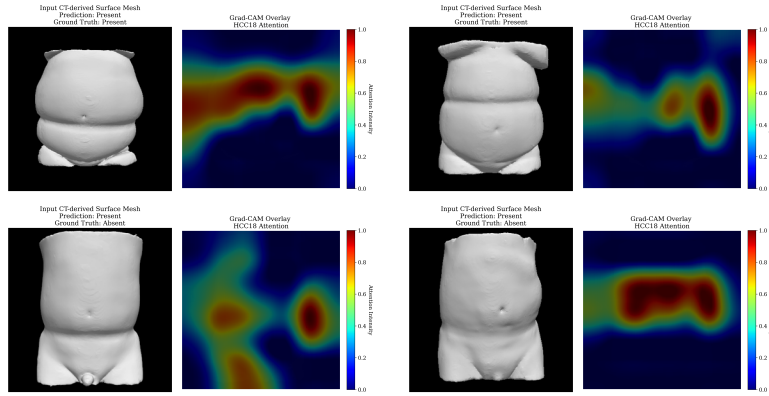 Input CT-derived Surface Mesh
Prediction: Present
Ground Truth: Present
Grad-CAM Overlay
HCC18 Attention
1.0
0.8
0.6
0.4
0.2
0.0
Attention Intensity
Input CT-derived Surface Mesh
Prediction: Present
Ground Truth: Present
Grad-CAM Overlay
HCC18 Attention
1.0
0.8
0.6
0.4
0.2
0.0
Input CT-derived Surface Mesh
Prediction: Present
Ground Truth: Absent
Grad-CAM Overlay
HCC18 Attention
1.0
0.8
0.6
0.4
0.2
0.0
Attention Intensity
Input CT-derived Surface Mesh
Prediction: Present
Ground Truth: Absent
Grad-CAM Overlay
HCC18 Attention
1.0
0.8
0.6
0.4
0.2
0.0